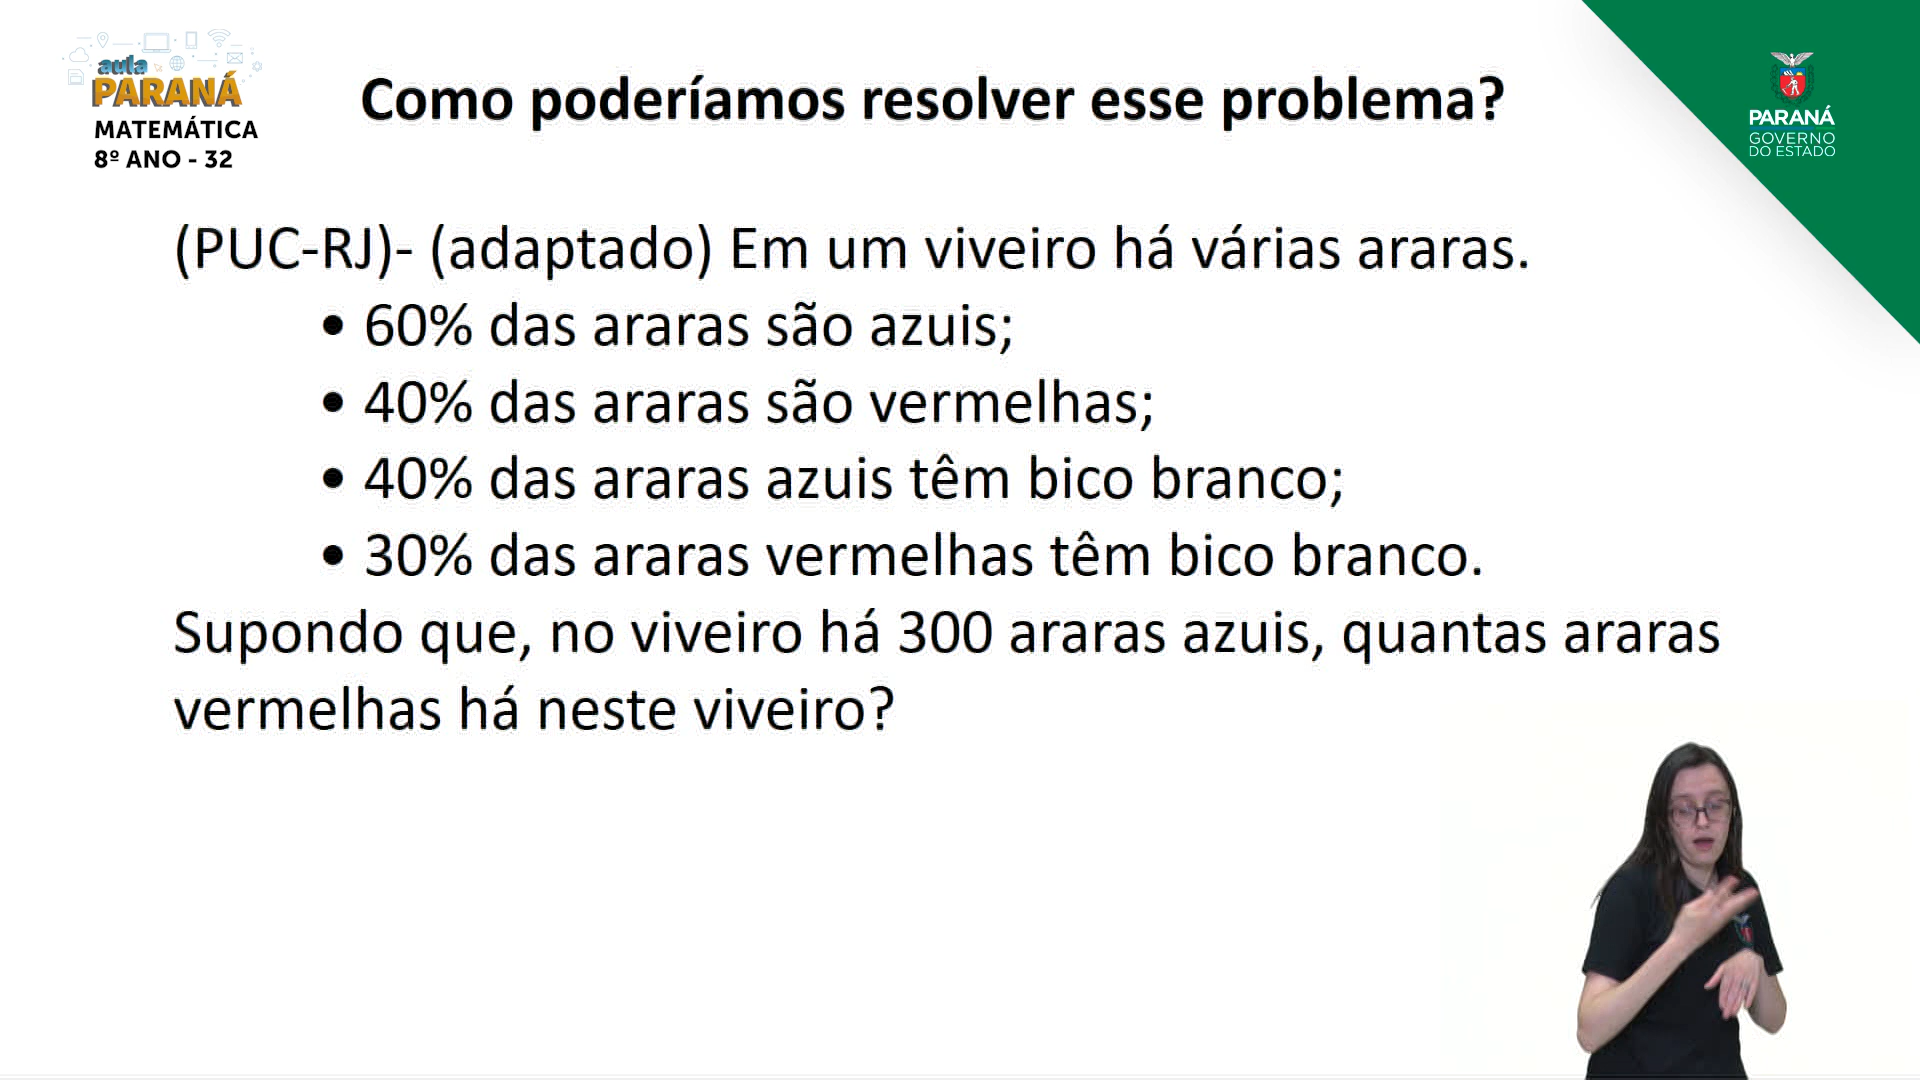 aula
PARANÁ
MATEMÁTICA
8º ANO - 32
Como poderíamos resolver esse problema?
PARANÁ
GOVERNO
DO ESTADO
(PUC-RJ)- (adaptado) Em um viveiro há várias araras.
• 60% das araras são azuis;
• 40% das araras são vermelhas;
• 40% das araras azuis têm bico branco;
• 30% das araras vermelhas têm bico branco.
Supondo que, no viveiro há 300 araras azuis, quantas araras
vermelhas há neste viveiro?